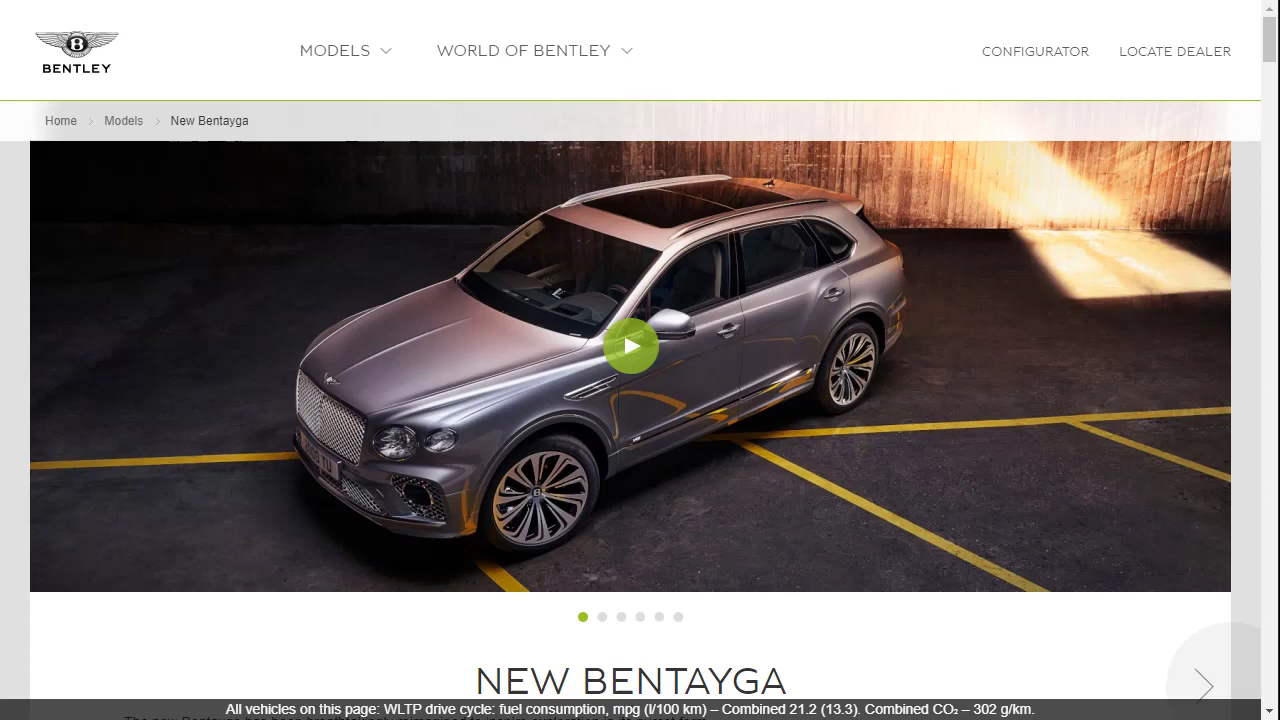 BENTLEY
MODELS
WORLD OF BENTLEY
CONFIGURATOR
LOCATE DEALER
Home
Models
New Bentayga
NEW BENTAYGA
All vehicles on this page: WLTP drive cycle: fuel consumption, mpg (l/100 km) – Combined 21.2 (13.3). Combined CO₂ – 302 g/km.